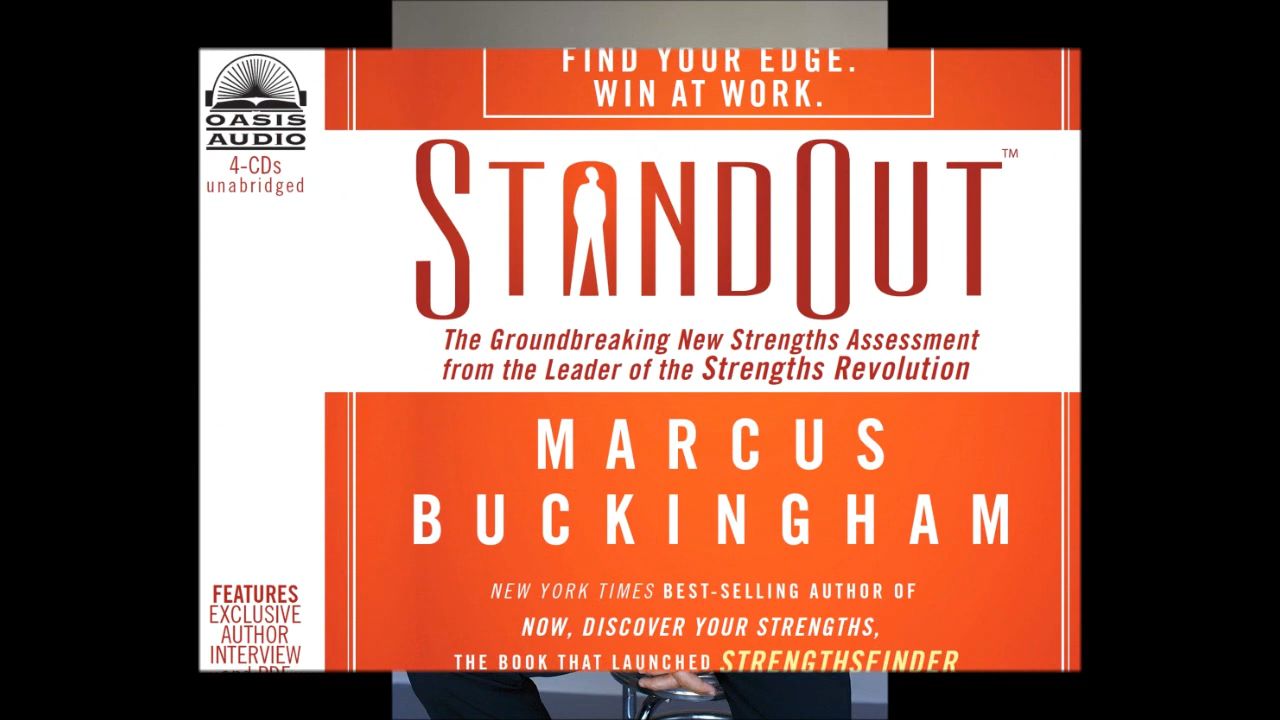 OASIS
AUDIO
4-CDs
unabridged
FIND YOUR EDGE.
WIN AT WORK.
STANDOUT™
The Groundbreaking New Strengths Assessment
from the Leader of the Strengths Revolution
MARCUS
BUCKINGHAM
NEW YORK TIMES BEST-SELLING AUTHOR OF
NOW, DISCOVER YOUR STRENGTHS,
THE BOOK THAT LAUNCHED STRENGTHSFINDER
FEATURES
EXCLUSIVE
AUTHOR
INTERVIEW
and PDF